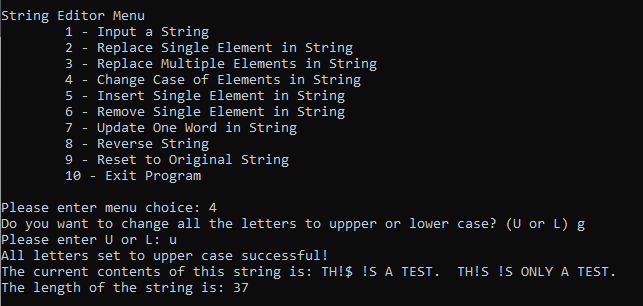 String Editor Menu
1 - Input a String
2 - Replace Single Element in String
3 - Replace Multiple Elements in String
4 - Change Case of Elements in String
5 - Insert Single Element in String
6 - Remove Single Element in String
7 - Update One Word in String
8 - Reverse String
9 - Reset to Original String
10 - Exit Program
Please enter menu choice: 4
Do you want to change all the letters to uppper or lower case? (U or L) g
Please enter U or L: u
All letters set to upper case successful!
The current contents of this string is: TH!$ !S A TEST.  TH!S !S ONLY A TEST.
The length of the string is: 37